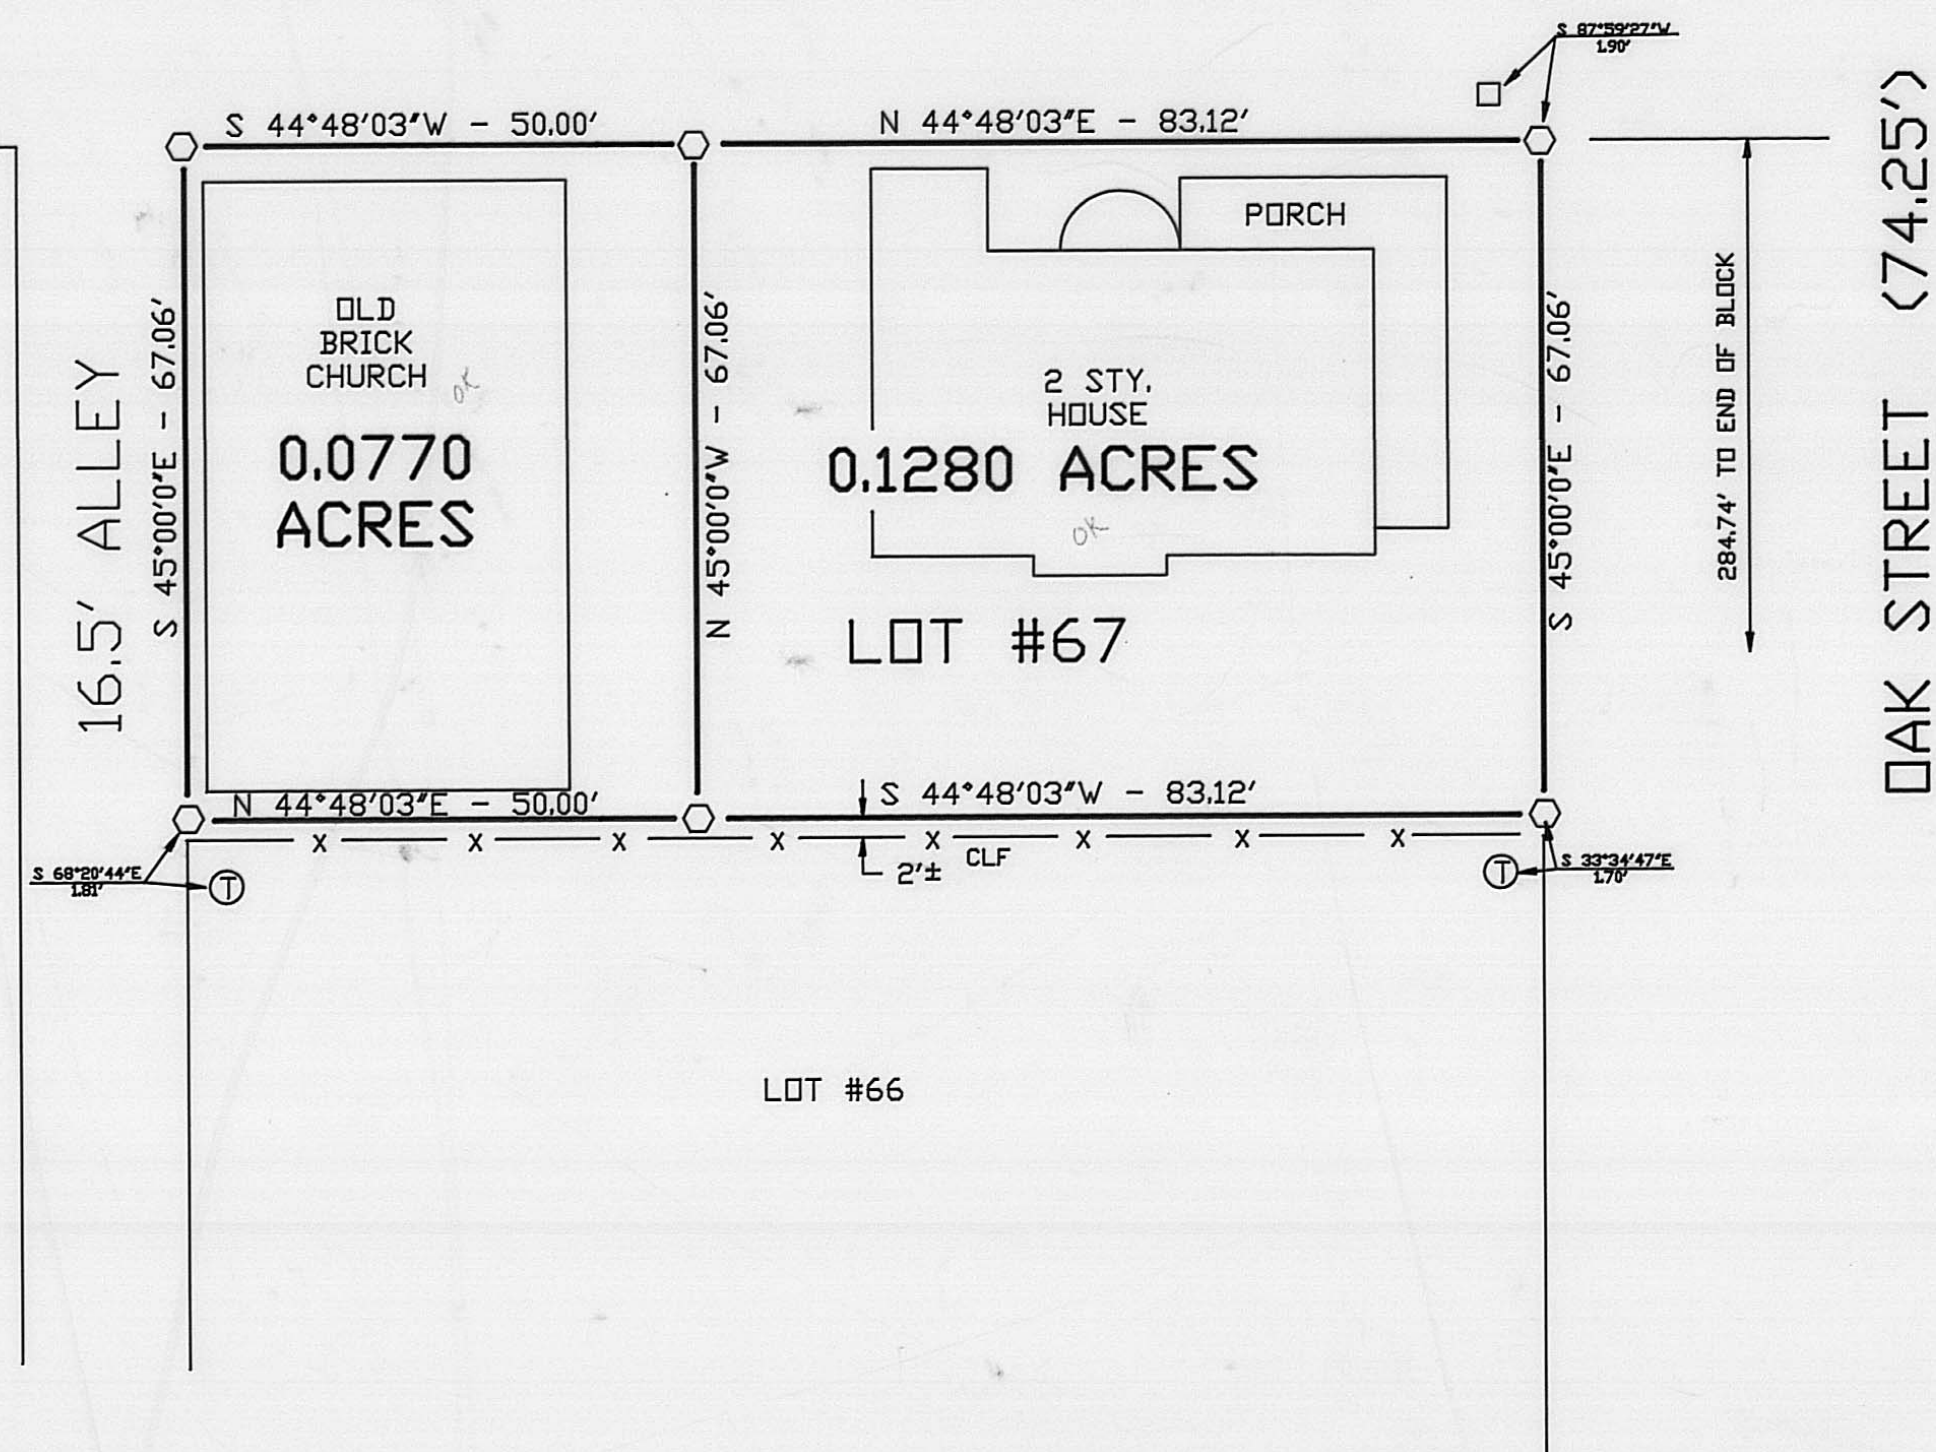 S 87°59'27"W
1.90'
S 44°48'03"W - 50.00'
N 44°48'03"E - 83.12'
PORCH
OLD
BRICK
CHURCH
OK
0.0770
ACRES
2 STY.
HOUSE
0.1280 ACRES
OK
LOT #67
16.5' ALLEY
S 45°00'0"E - 67.06'
N 45°00'0"W - 67.06'
S 45°00'0"E - 67.06'
284.74' TO END OF BLOCK
OAK STREET (74.25')
N 44°48'03"E - 50.00'
S 44°48'03"W - 83.12'
X X X X X X X X
CLF
2'±
S 68°20'44"E
1.81'
T
T
S 33°34'47"E
1.70'
LOT #66